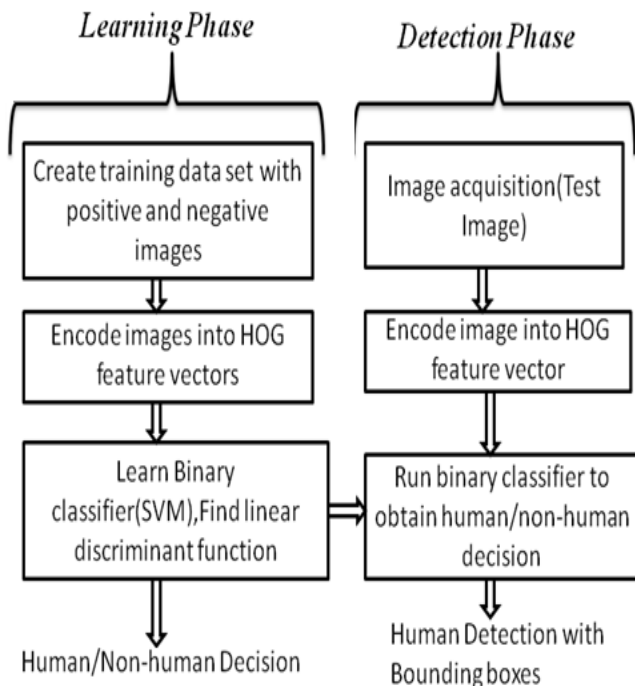 Learning Phase
Create training data set with
positive and negative
images
Encode images into HOG
feature vectors
Learn Binary
classifier(SVM),Find linear
discriminant function
Human/Non-human Decision
Detection Phase
Image acquisition(Test
Image)
Encode image into HOG
feature vector
Run binary classifier to
obtain human/non-human
decision
Human Detection with
Bounding boxes